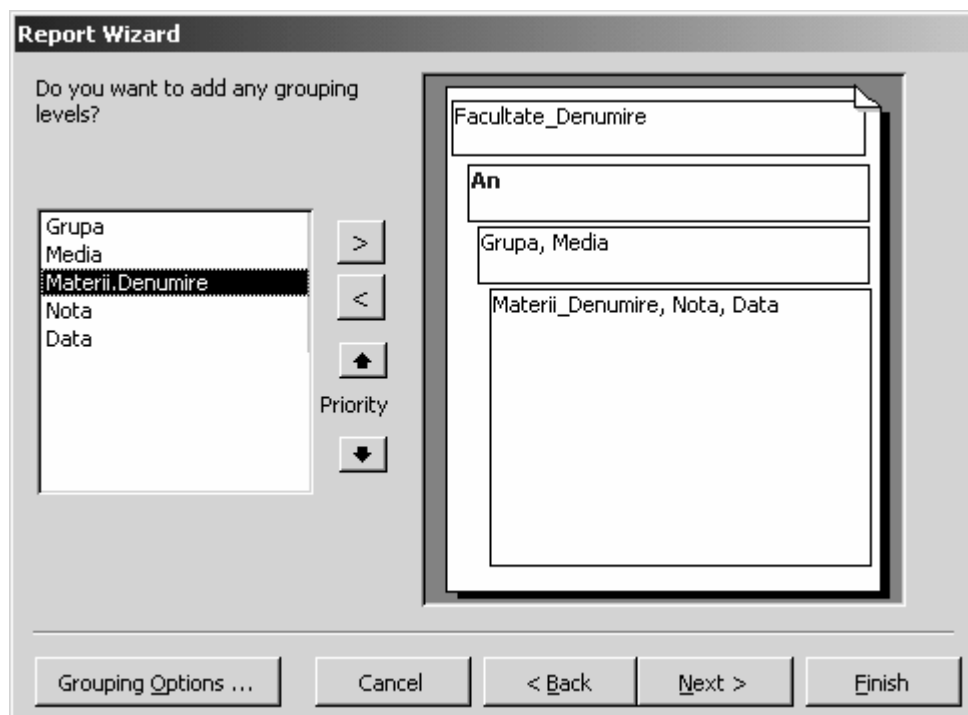 Report Wizard
Do you want to add any grouping
levels?
Grupa
Media
Materii.Denumire
Nota
Data
>
<
Priority
Facultate_Denumire
An
Grupa, Media
Materii_Denumire, Nota, Data
Grouping Options ...
Cancel
< Back
Next >
Finish